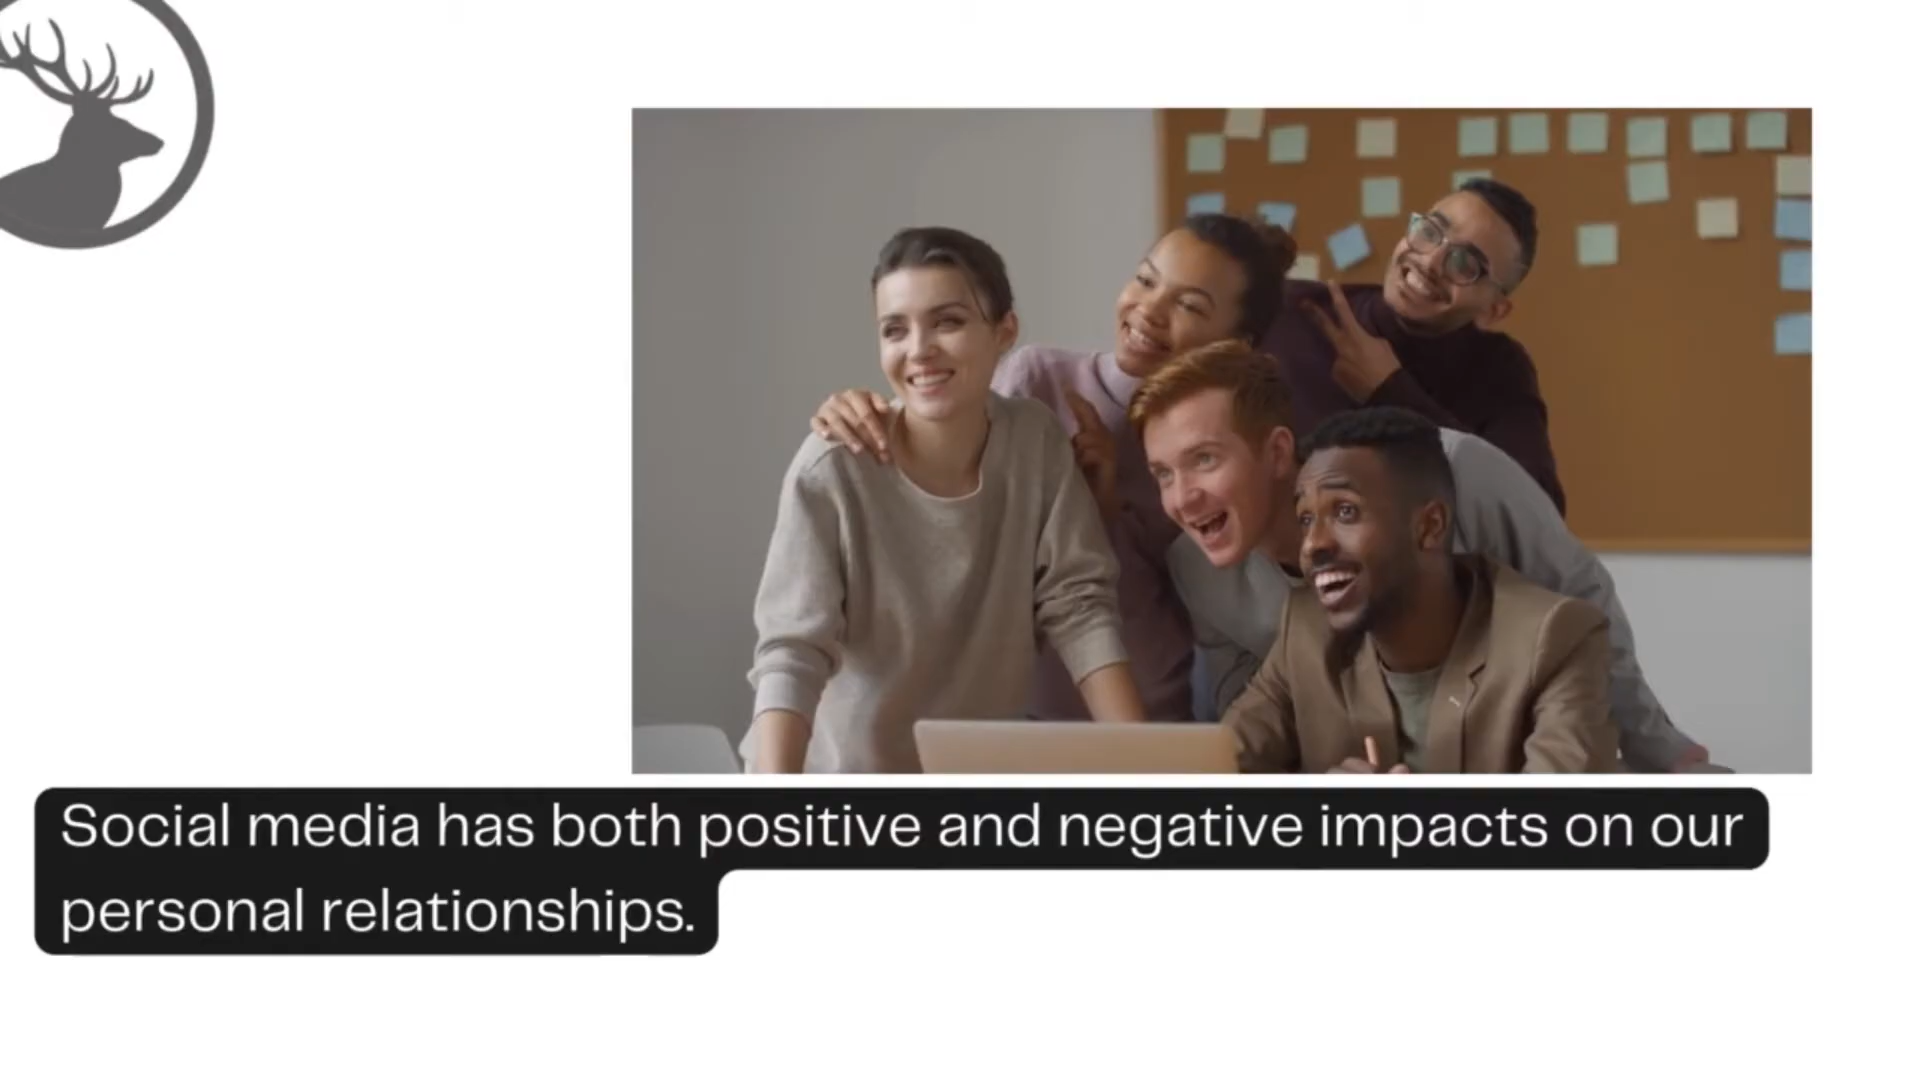 Social media has both positive and negative impacts on our
personal relationships.